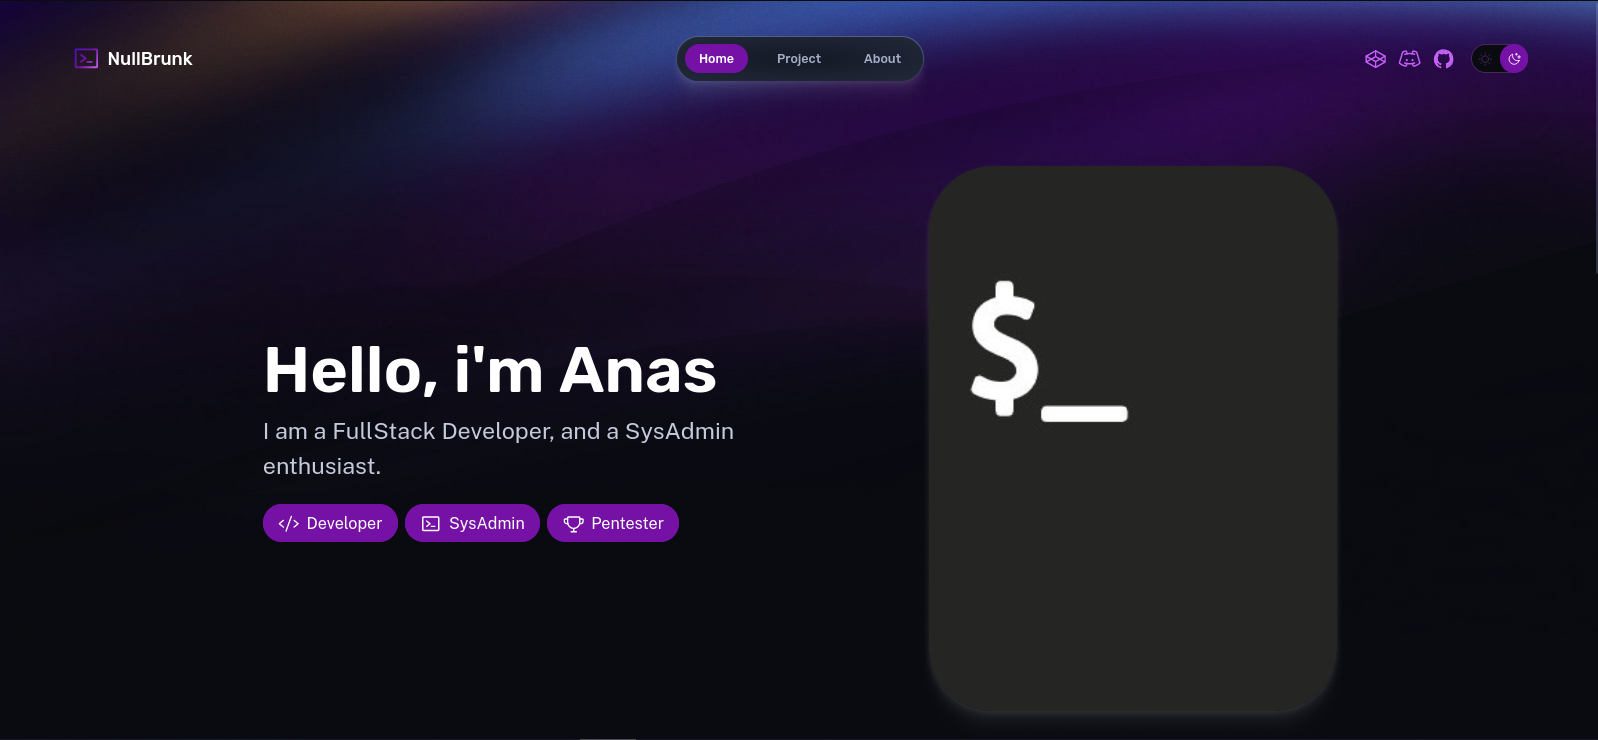 NullBrunk
Home Project About
Hello, i'm Anas
I am a FullStack Developer, and a SysAdmin
enthusiast.
Developer SysAdmin Pentester
$_